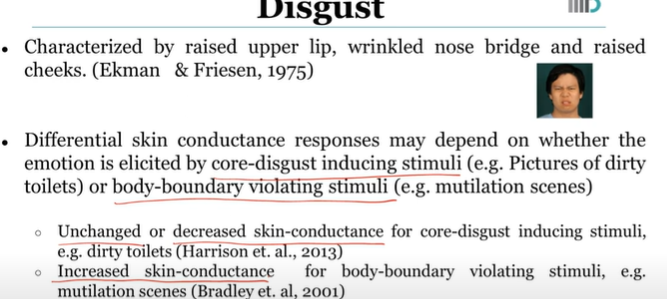 Disgust
• Characterized by raised upper lip, wrinkled nose bridge and raised
cheeks. (Ekman & Friesen, 1975)
• Differential skin conductance responses may depend on whether the
emotion is elicited by core-disgust inducing stimuli (e.g. Pictures of dirty
toilets) or body-boundary violating stimuli (e.g. mutilation scenes)
○ Unchanged or decreased skin-conductance for core-disgust inducing stimuli,
e.g. dirty toilets (Harrison et. al., 2013)
○ Increased skin-conductance for body-boundary violating stimuli, e.g.
mutilation scenes (Bradley et. al, 2001)